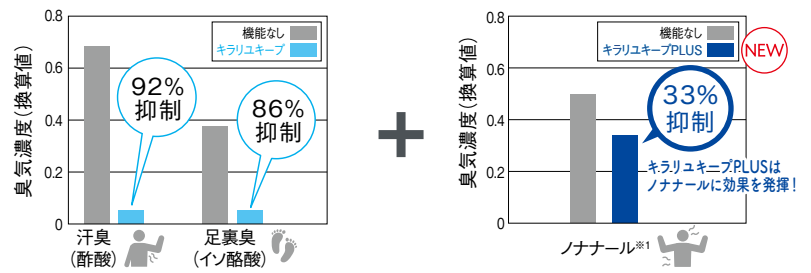 臭気濃度(換算値)
0.8
0.6
0.4
0.2
0
機能なし
キラリユキープ
92%
抑制
86%
抑制
汗臭
(酢酸)
足裏臭
(イソ酪酸)
+
臭気濃度(換算値)
0.8
0.6
0.4
0.2
0
機能なし
キラリユキープPLUS
NEW
33%
抑制
キラリユキープPLUSは
ノナナールに効果を発揮!
ノナナール※1